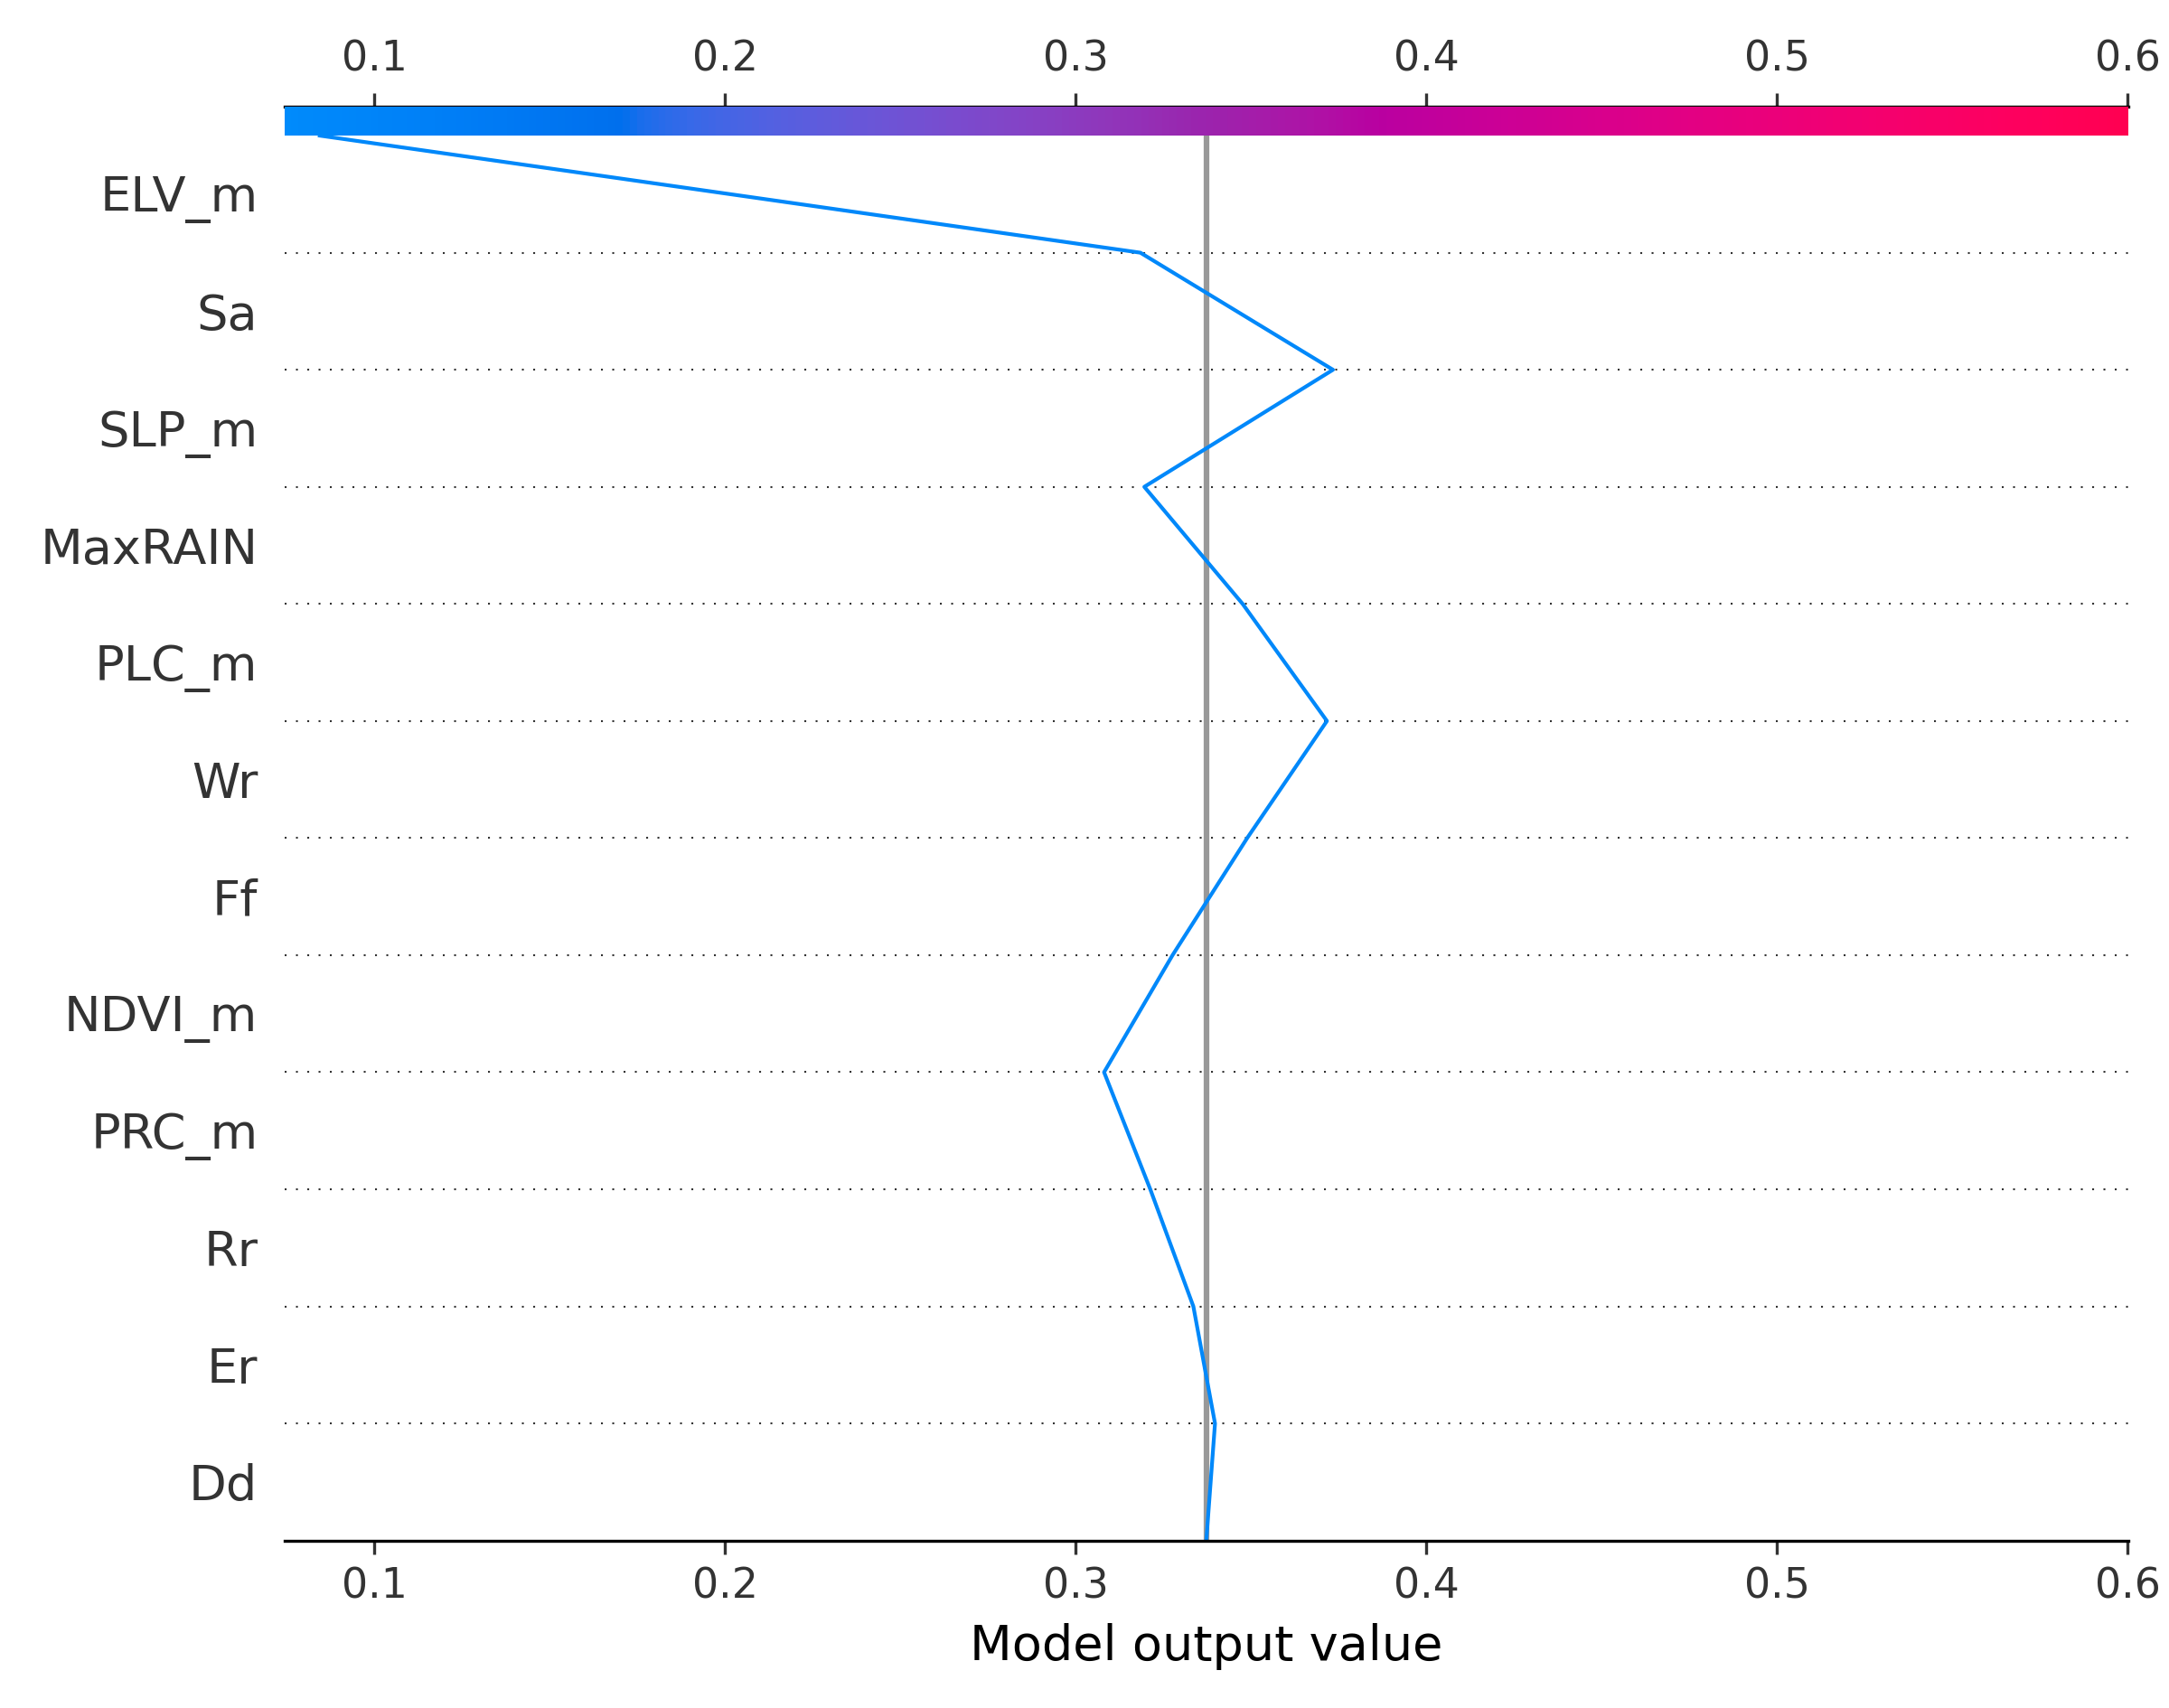 0.1 0.2 0.3 0.4 0.5 0.6
ELV_m
Sa
SLP_m
MaxRAIN
PLC_m
Wr
Ff
NDVI_m
PRC_m
Rr
Er
Dd
0.1 0.2 0.3 0.4 0.5 0.6
Model output value